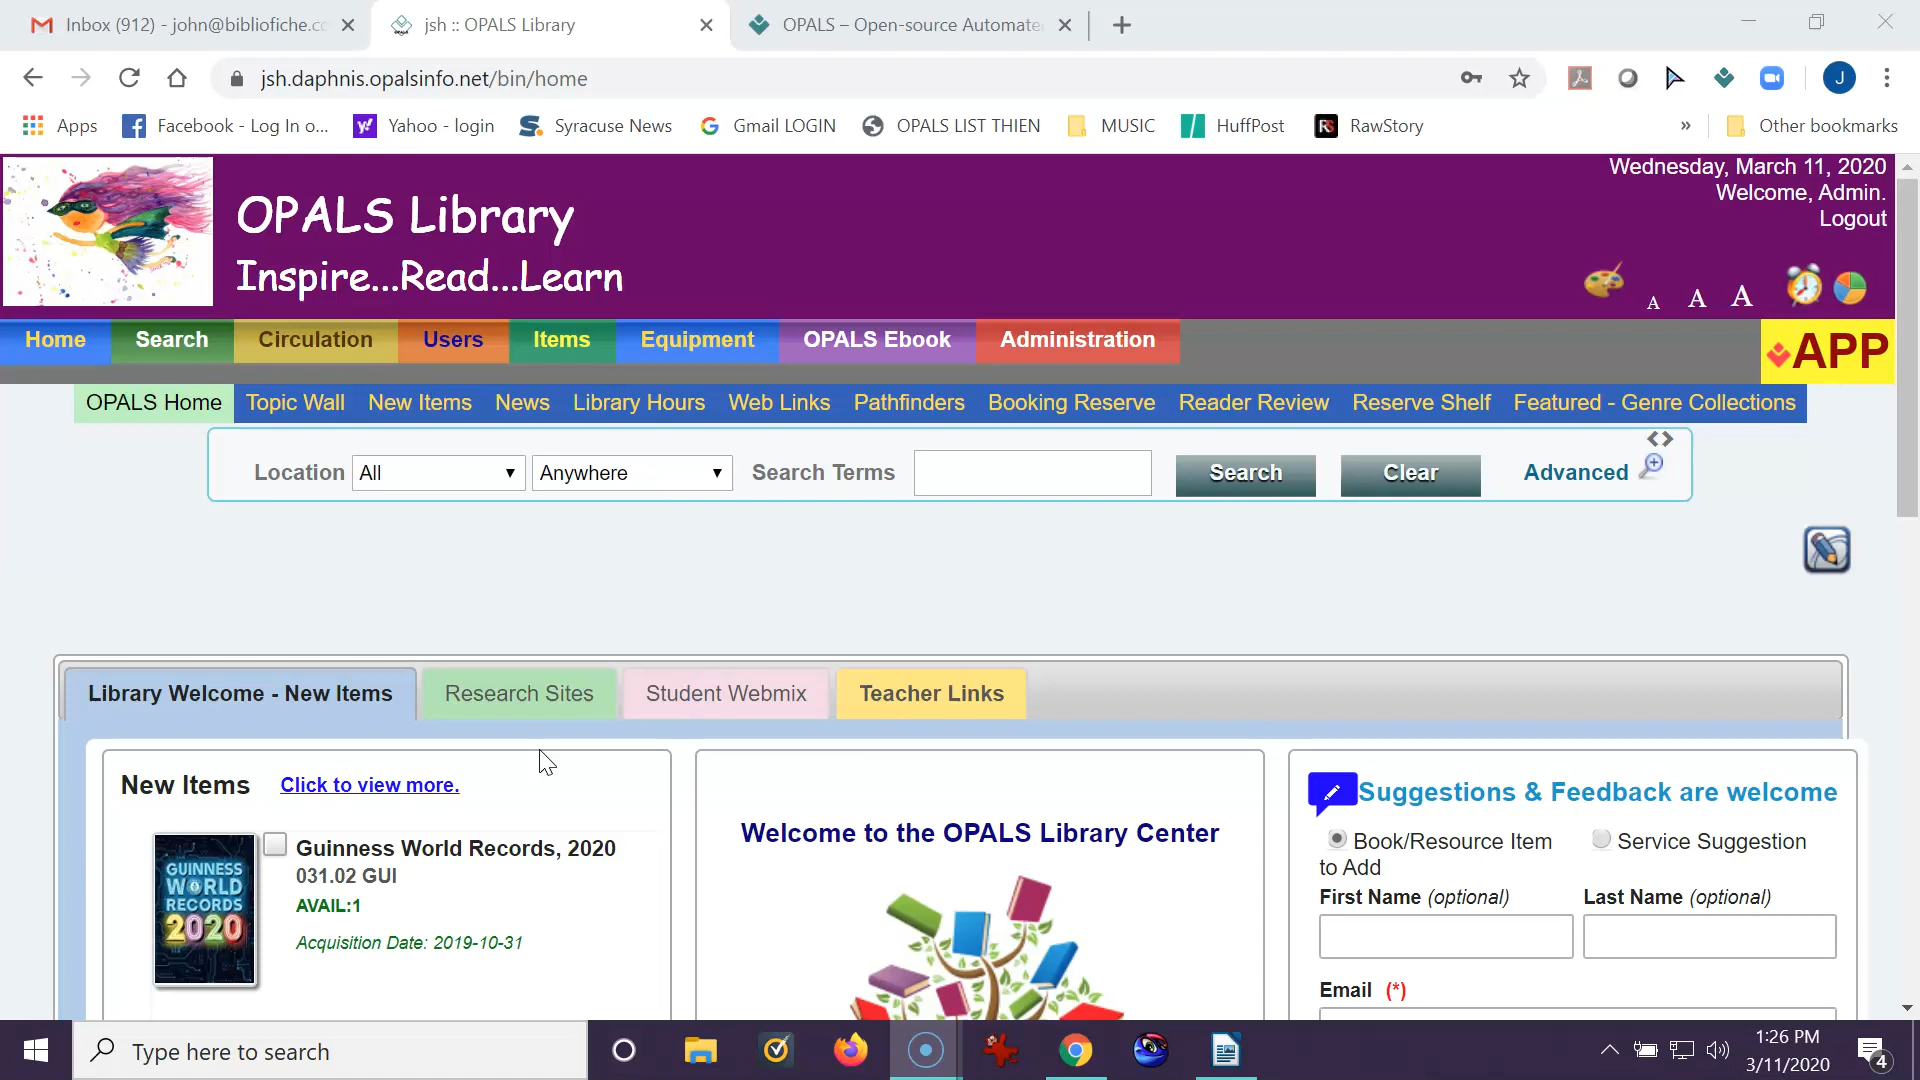 Inbox (912) - john@bibliofiche.c
jsh :: OPALS Library
OPALS – Open-source Automate
jsh.daphnis.opalsinfo.net/bin/home
J
Apps
Facebook - Log In o...
Yahoo - login
Syracuse News
Gmail LOGIN
OPALS LIST THIEN
MUSIC
HuffPost
RawStory
»
Other bookmarks
OPALS Library
Inspire...Read...Learn
Wednesday, March 11, 2020
Welcome, Admin.
Logout
A A A
Home Search Circulation Users Items Equipment OPALS Ebook Administration
APP
OPALS Home Topic Wall New Items News Library Hours Web Links Pathfinders Booking Reserve Reader Review Reserve Shelf Featured - Genre Collections
Location All Anywhere Search Terms Search Clear Advanced
Library Welcome - New Items Research Sites Student Webmix Teacher Links
New Items Click to view more.
GUINNESS
WORLD
RECORDS
2020
Guinness World Records, 2020
031.02 GUI
AVAIL:1
Acquisition Date: 2019-10-31
Welcome to the OPALS Library Center
Suggestions & Feedback are welcome
Book/Resource Item
to Add
Service Suggestion
First Name (optional) Last Name (optional)
Email (*)
Type here to search
1:26 PM
3/11/2020
4